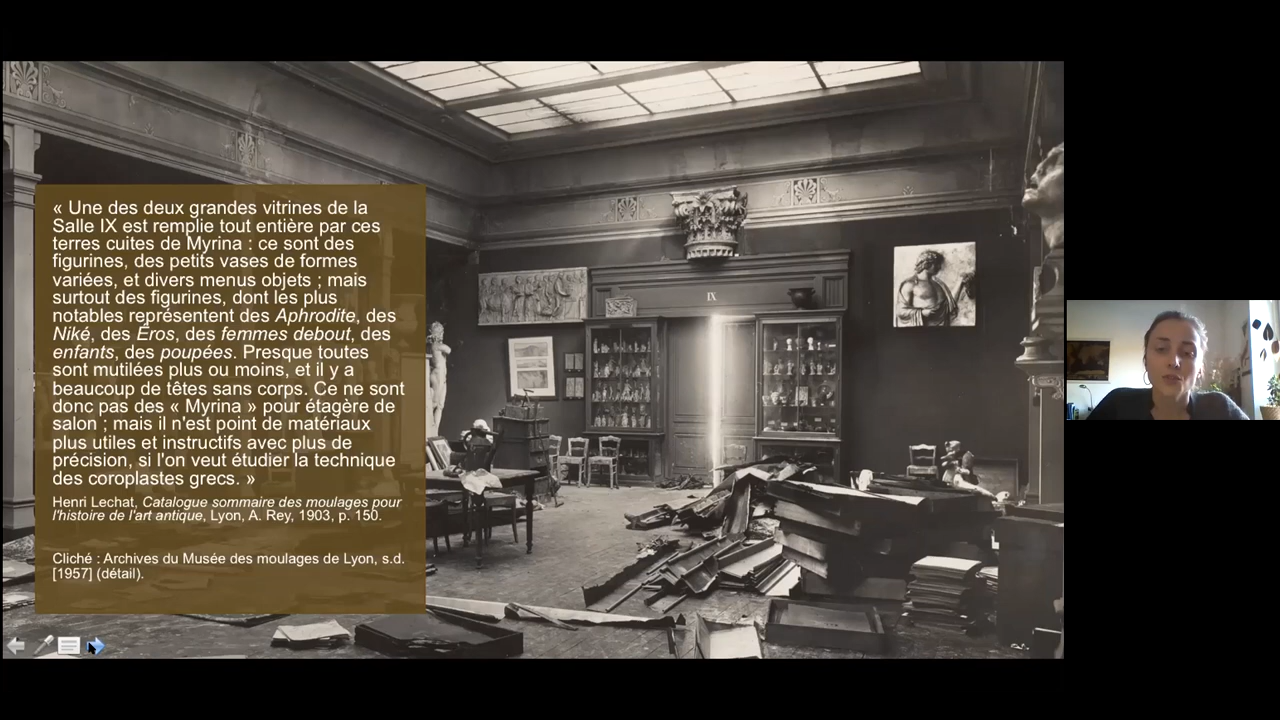 « Une des deux grandes vitrines de la
Salle IX est remplie tout entière par ces
terres cuites de Myrina : ce sont des
figurines, des petits vases de formes
variées, et divers menus objets ; mais
surtout des figurines, dont les plus
notables représentent des Aphrodite, des
Niké, des Éros, des femmes debout, des
enfants, des poupées. Presque toutes
sont mutilées plus ou moins, et il y a
beaucoup de têtes sans corps. Ce ne sont
donc pas des « Myrina » pour étagère de
salon ; mais il n'est point de matériaux
plus utiles et instructifs avec plus de
précision, si l'on veut étudier la technique
des coroplastes grecs. »
Henri Lechat, Catalogue sommaire des moulages pour
l'histoire de l'art antique, Lyon, A. Rey, 1903, p. 150.
Cliché : Archives du Musée des moulages de Lyon, s.d.
[1957] (détail).
IX